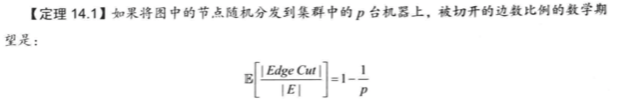 【定理 14.1】如果将图中的节点随机分发到集群中的 p 台机器上，被切开的边数比例的数学期
望是：
𝔼[|Edge Cut| / |E|] = 1 - 1/p